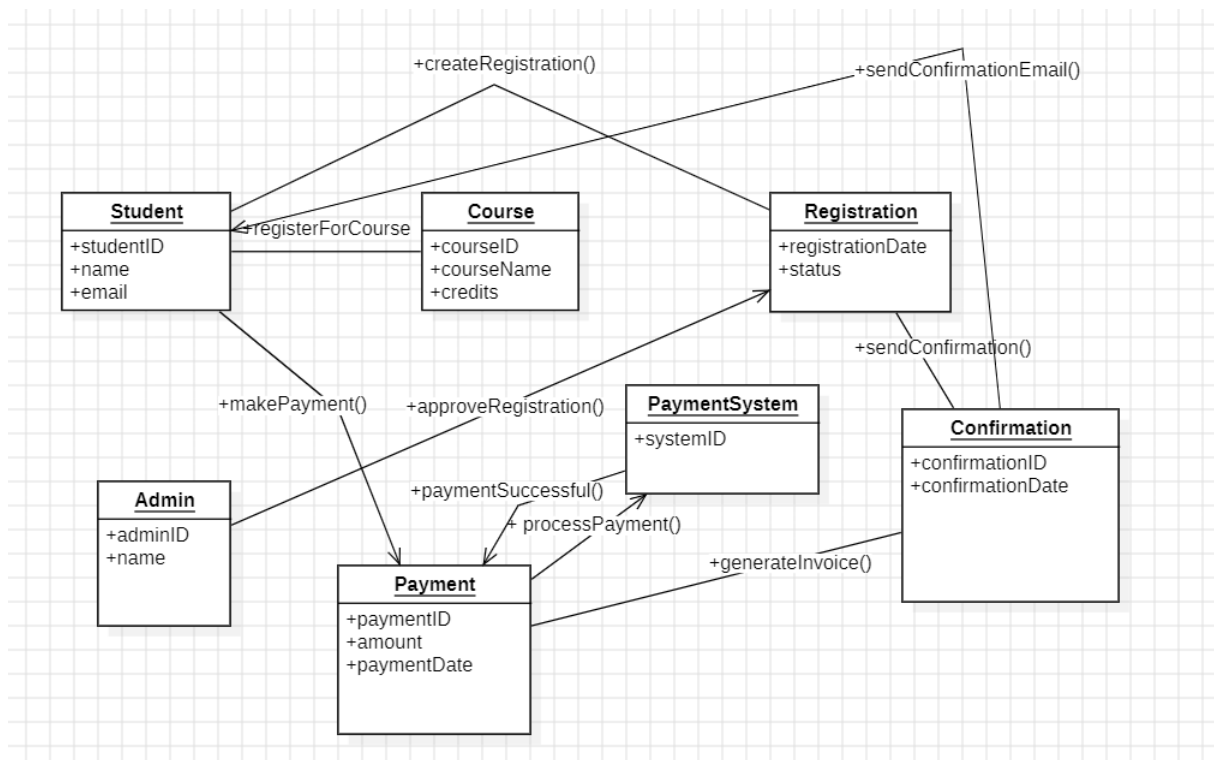 +createRegistration()
+sendConfirmationEmail()
Student
+studentID
+name
+email
+registerForCourse
Course
+courseID
+courseName
+credits
Registration
+registrationDate
+status
+sendConfirmation()
+makePayment()
+approveRegistration()
PaymentSystem
+systemID
Confirmation
+confirmationID
+confirmationDate
Admin
+adminID
+name
+paymentSuccessful()
+ processPayment()
+generateInvoice()
Payment
+paymentID
+amount
+paymentDate